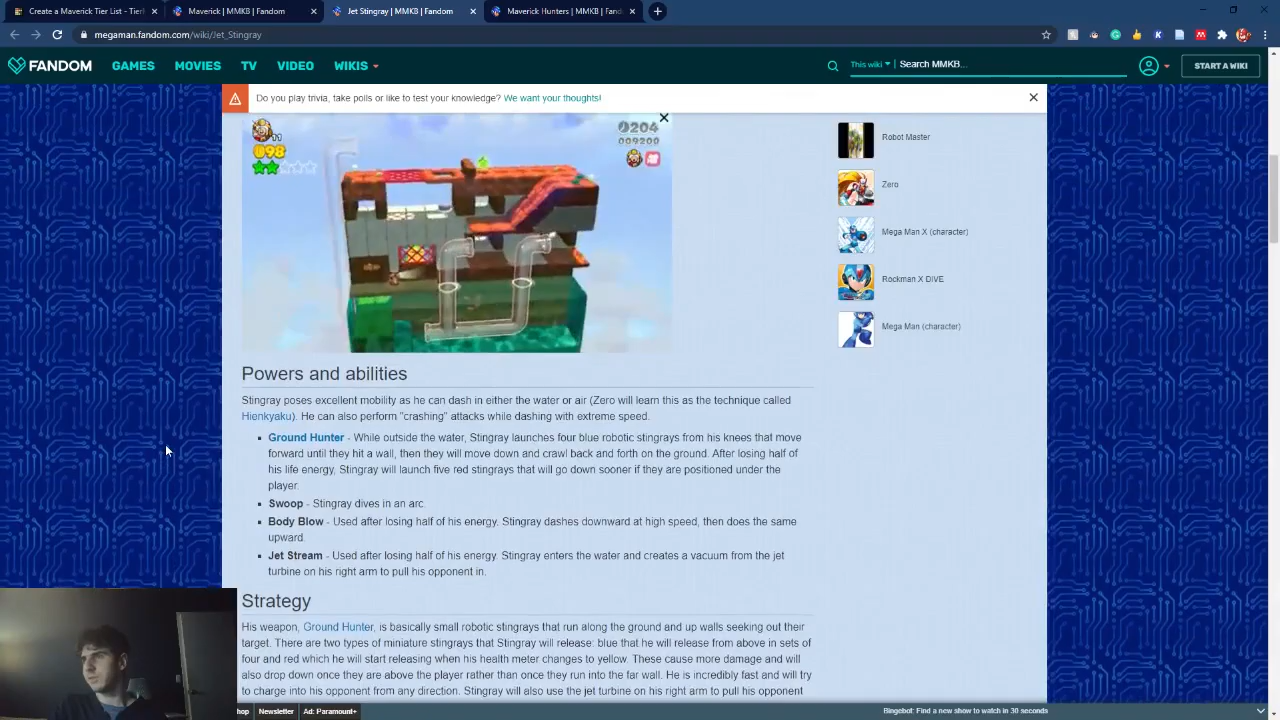 Create a Maverick Tier List - Tierl
Maverick | MMKB | Fandom
Jet Stingray | MMKB | Fandom
Maverick Hunters | MMKB | Fand
megaman.fandom.com/wiki/Jet_Stingray
FANDOM GAMES MOVIES TV VIDEO WIKIS This wiki Search MMKB... START A WIKI
Do you play trivia, take polls or like to test your knowledge? We want your thoughts!
11
098
204
009200
Robot Master
Zero
Mega Man X (character)
Rockman X DIVE
Mega Man (character)
Powers and abilities
Stingray poses excellent mobility as he can dash in either the water or air (Zero will learn this as the technique called
Hienkyaku). He can also perform "crashing" attacks while dashing with extreme speed.
Ground Hunter - While outside the water, Stingray launches four blue robotic stingrays from his knees that move
forward until they hit a wall, then they will move down and crawl back and forth on the ground. After losing half of
his life energy, Stingray will launch five red stingrays that will go down sooner if they are positioned under the
player.
Swoop - Stingray dives in an arc.
Body Blow - Used after losing half of his energy. Stingray dashes downward at high speed, then does the same
upward.
Jet Stream - Used after losing half of his energy. Stingray enters the water and creates a vacuum from the jet
turbine on his right arm to pull his opponent in.
Strategy
His weapon, Ground Hunter, is basically small robotic stingrays that run along the ground and up walls seeking out their
target. There are two types of miniature stingrays that Stingray will release: blue that he will release from above in sets of
four and red which he will start releasing when his health meter changes to yellow. These cause more damage and will
also drop down once they are above the player rather than once they run into the far wall. He is incredibly fast and will try
to charge into his opponent from any direction. Stingray will also use the jet turbine on his right arm to pull his opponent
hop Newsletter Ad: Paramount+ Bingebot: Find a new show to watch in 30 seconds